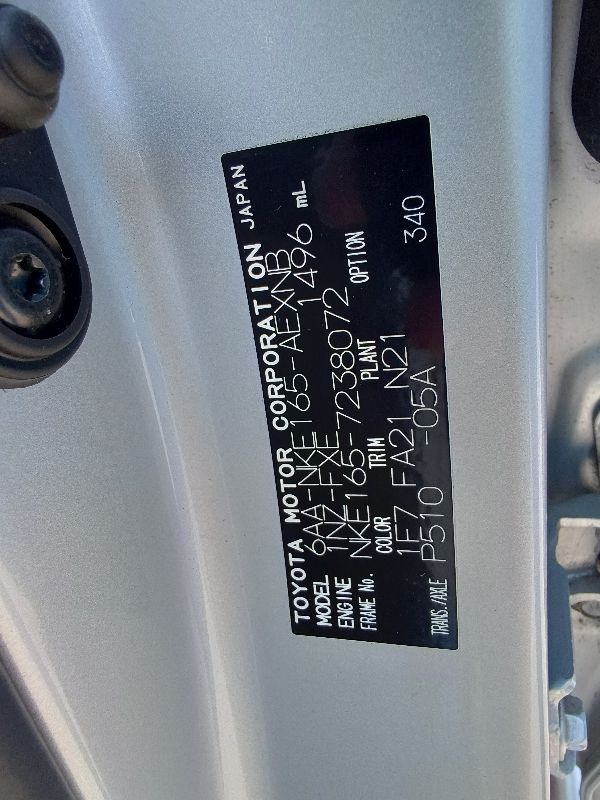 TOYOTA MOTOR CORPORATION JAPAN
MODEL 6AA-NKE165-AEXNB
ENGINE 1NZ-FXE 1496 mL
FRAME No. NKE165-7238072
COLOR TRIM PLANT OPTION
1F7 FA21 N21
TRANS./AXLE P510 -05A 340